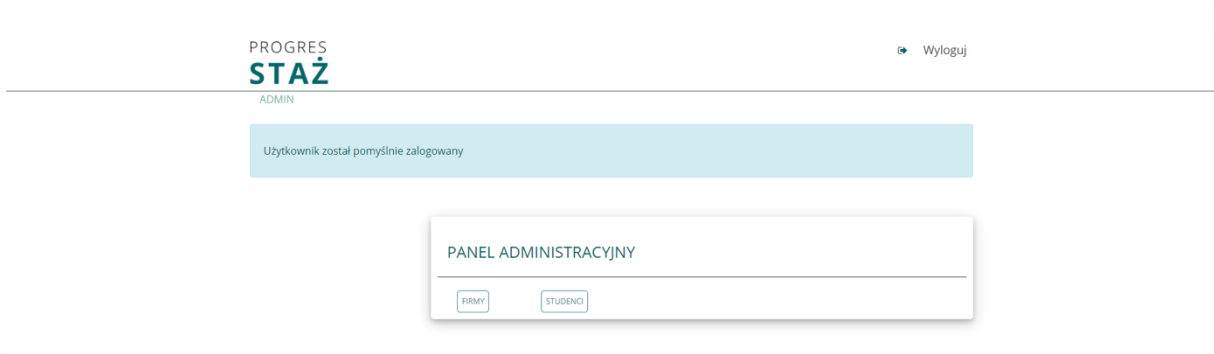 PROGRES
STAŻ
Wyloguj
ADMIN
Użytkownik został pomyślnie zalogowany
PANEL ADMINISTRACYJNY
FIRMY
STUDENCI